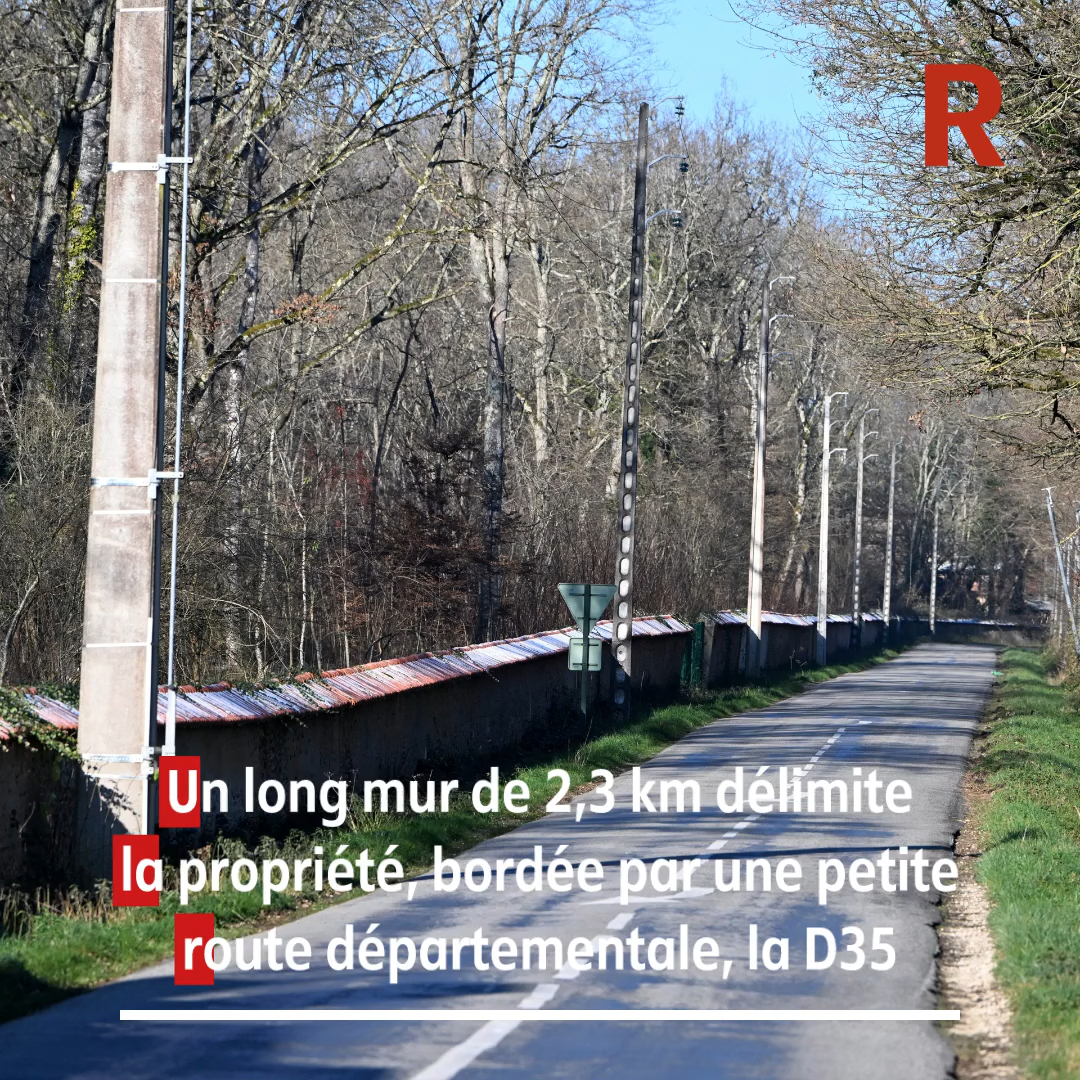 R
Un long mur de 2,3 km délimite
la propriété, bordée par une petite
route départementale, la D35